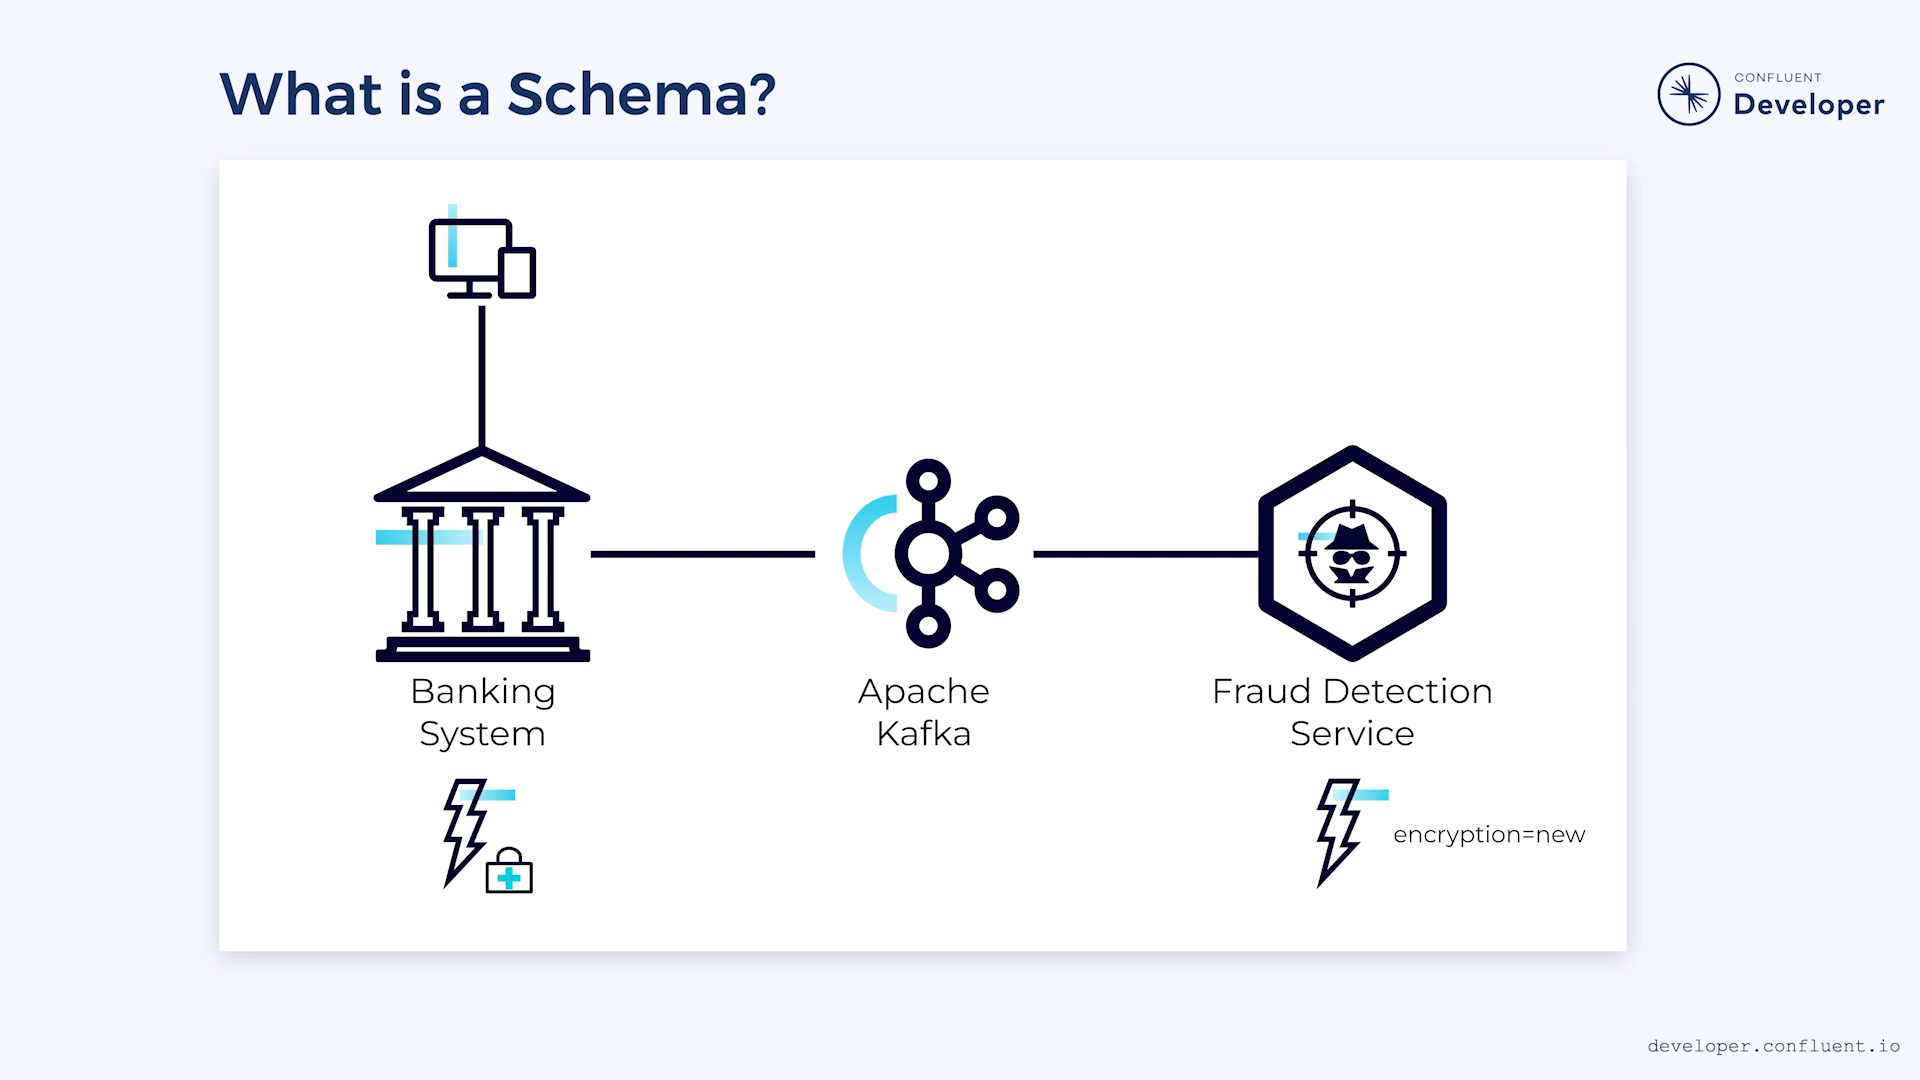 What is a Schema?
CONFLUENT
Developer
Banking
System
Apache
Kafka
Fraud Detection
Service
encryption=new
developer.confluent.io